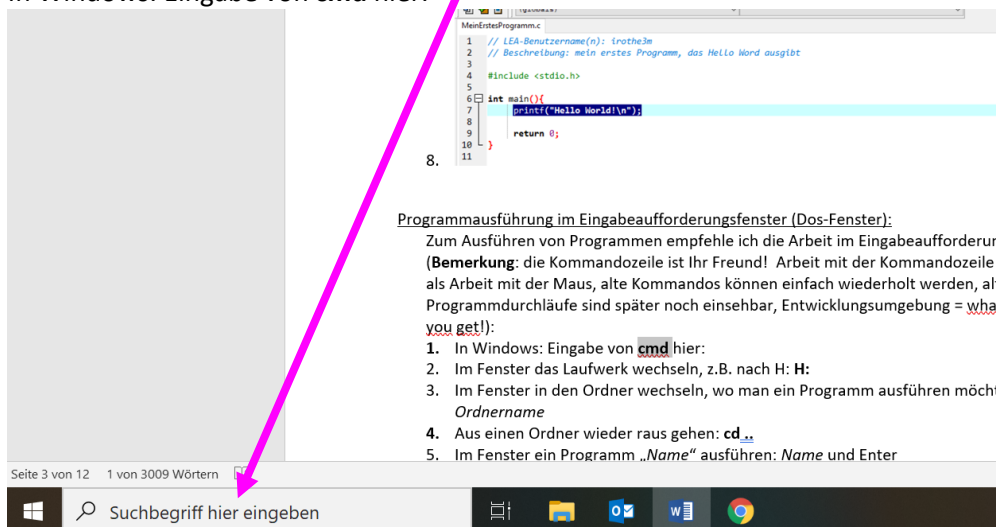 In Windows: Eingabe von cmd hier:
(globals)
MeinErstesProgramm.c
1 // LEA-Benutzername(n): irothe3m
2 // Beschreibung: mein erstes Programm, das Hello Word ausgibt
3
4 #include <stdio.h>
5
6 int main(){
7 printf("Hello World!\n");
8
9 return 0;
10 }
11
8.
Programmausführung im Eingabeaufforderungsfenster (Dos-Fenster):
Zum Ausführen von Programmen empfehle ich die Arbeit im Eingabeaufforderun
(Bemerkung: die Kommandozeile ist Ihr Freund! Arbeit mit der Kommandozeile
als Arbeit mit der Maus, alte Kommandos können einfach wiederholt werden, al
Programmdurchläufe sind später noch einsehbar, Entwicklungsumgebung = wha
you get!):
1. In Windows: Eingabe von cmd hier:
2. Im Fenster das Laufwerk wechseln, z.B. nach H: H:
3. Im Fenster in den Ordner wechseln, wo man ein Programm ausführen möcht
Ordnername
4. Aus einen Ordner wieder raus gehen: cd ..
5. Im Fenster ein Programm „Name" ausführen: Name und Enter
Seite 3 von 12 1 von 3009 Wörtern
Suchbegriff hier eingeben